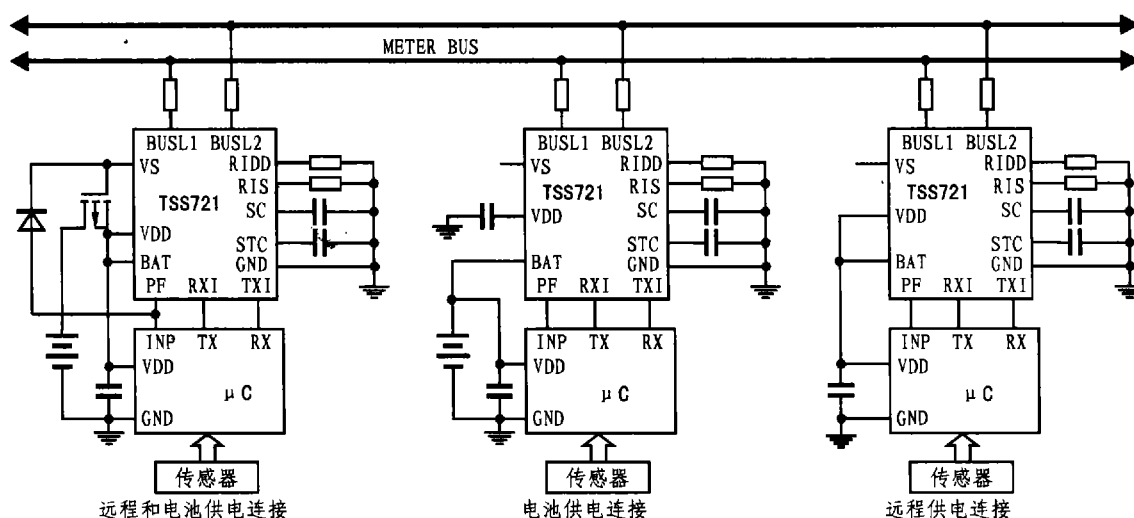 METER BUS
BUSL1 BUSL2
VS
RIDD
RIS
TSS721
SC
VDD
STC
BAT
GND
PF RXI TXI
INP TX RX
VDD
μC
GND
传感器
远程和电池供电连接
BUSL1 BUSL2
VS
RIDD
RIS
TSS721
SC
VDD
STC
BAT
GND
PF RXI TXI
INP TX RX
VDD
μC
GND
传感器
电池供电连接
BUSL1 BUSL2
VS
RIDD
RIS
TSS721
SC
VDD
STC
BAT
GND
PF RXI TXI
INP TX RX
VDD
μC
GND
传感器
远程供电连接